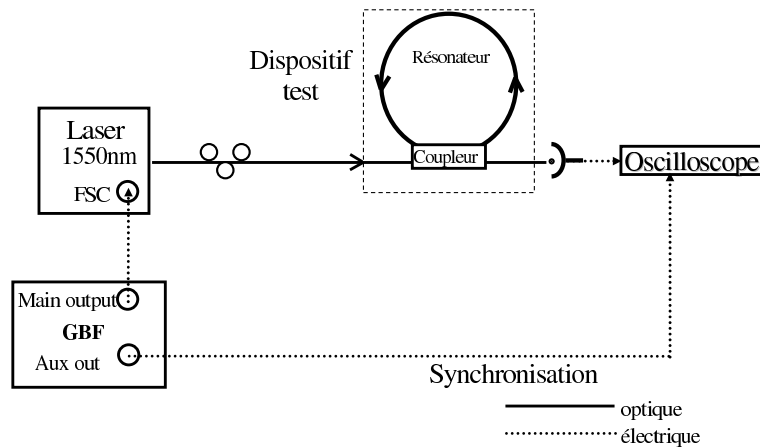 Dispositif
test
Résonateur
Laser
1550nm
FSC
Coupleur
Oscilloscope
Main output
GBF
Aux out
Synchronisation
optique
électrique